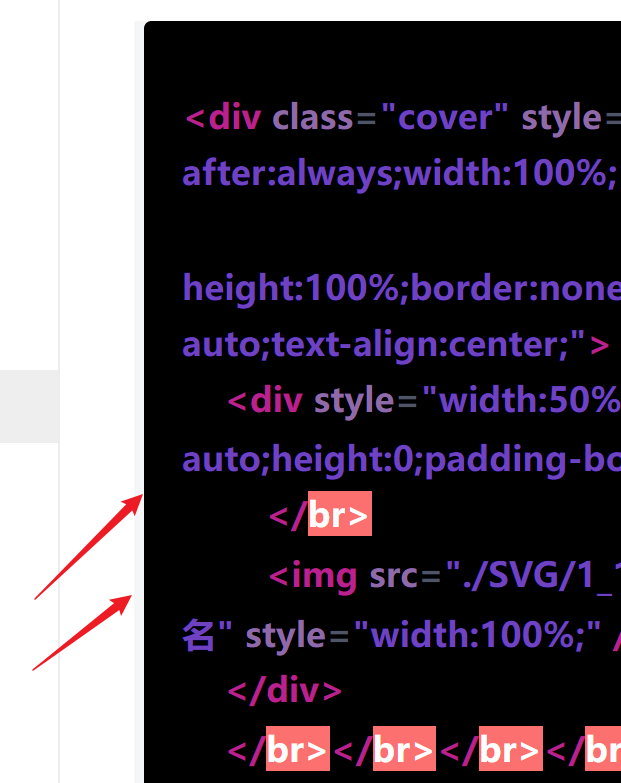 <div class="cover" style=
after:always;width:100%;
height:100%;border:none
auto;text-align:center;">
<div style="width:50%
auto;height:0;padding-bo
</br>
<img src="./SVG/1_1
名" style="width:100%;" /
</div>
</br></br></br></br